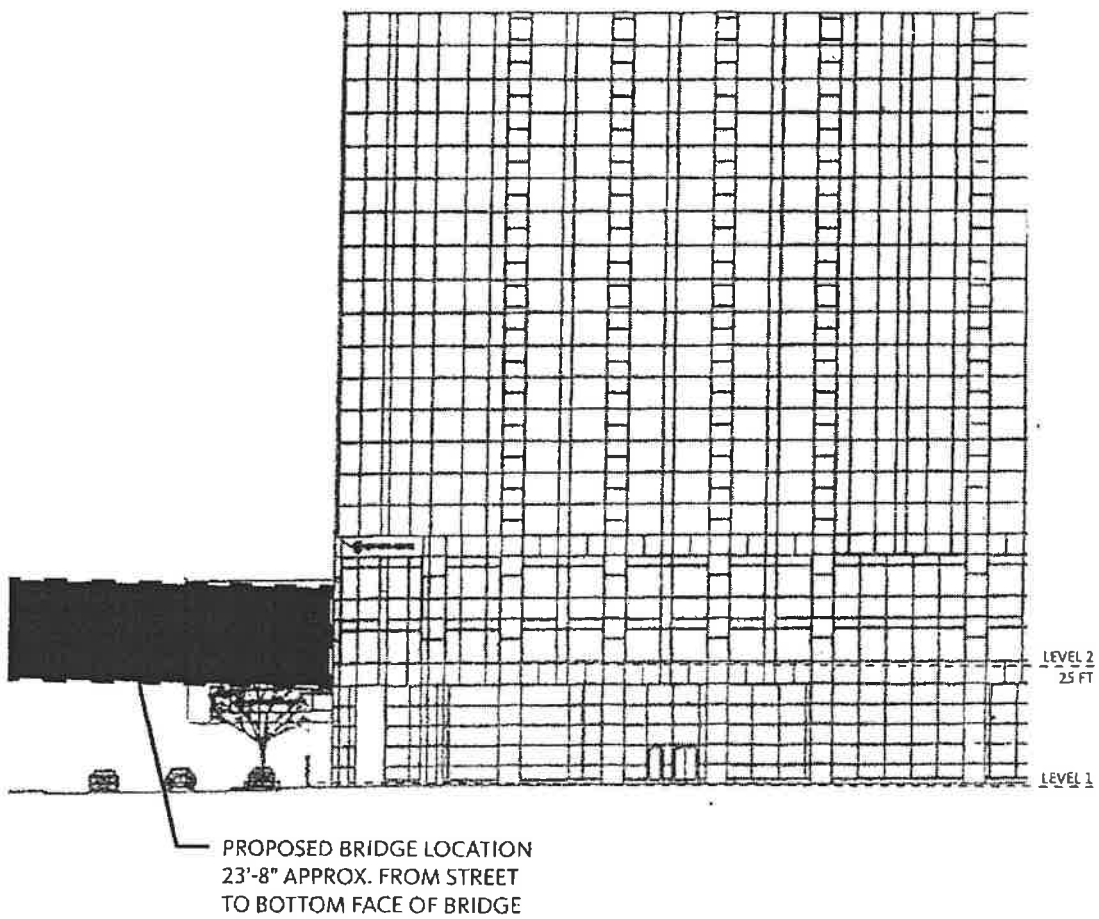 LEVEL 2
25 FT
LEVEL 1
PROPOSED BRIDGE LOCATION
23'-8" APPROX. FROM STREET
TO BOTTOM FACE OF BRIDGE